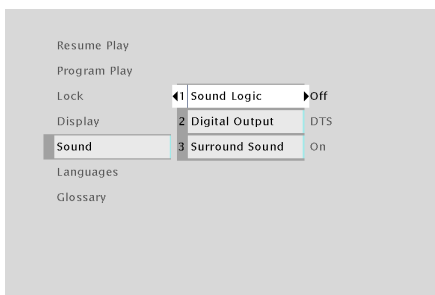 Resume Play
Program Play
Lock 1 Sound Logic Off
Display 2 Digital Output DTS
Sound 3 Surround Sound On
Languages
Glossary